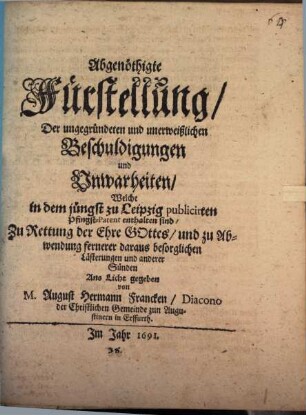 Abgenöthigte
Fürstellung/
Der ungegründeten und unerweißlichen
Beschuldigungen
und
Unwarheiten/
Welche
in dem jüngst zu Leipzig publicirten
Pfingst-Patent enthalten sind/
Zu Rettung der Ehre GOttes/ und zu Ab-
wendung fernerer daraus besorglichen
Lästerungen und anderer
Sünden
Ans Licht gegeben
von
M. August Hermann Francken/ Diacono
der Christlichen Gemeinde zun Augu-
stinern in Erffurth.
Im Jahr 1691.